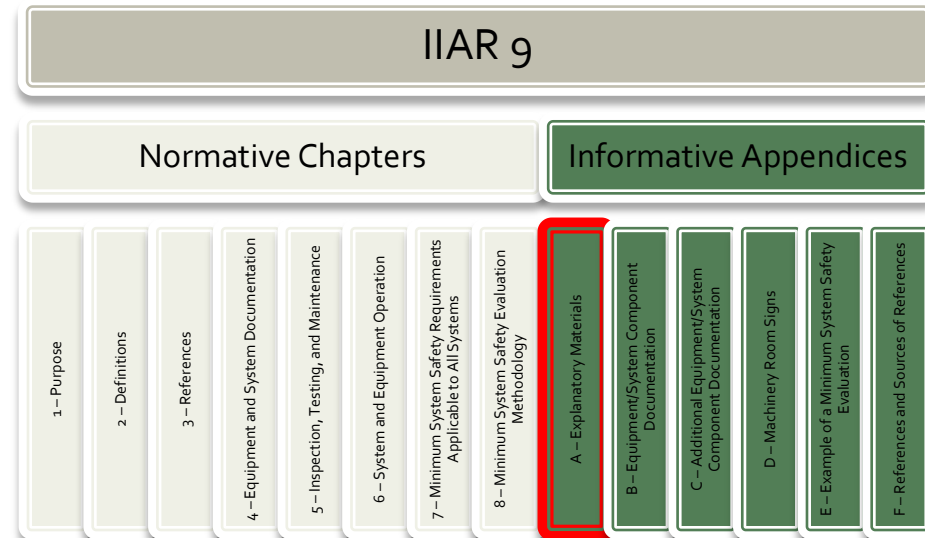 IIAR 9
Normative Chapters
Informative Appendices
1 – Purpose
2 – Definitions
3 – References
4 – Equipment and System Documentation
5 – Inspection, Testing, and Maintenance
6 – System and Equipment Operation
7 – Minimum System Safety Requirements
Applicable to All Systems
8 – Minimum System Safety Evaluation
Methodology
A – Explanatory Materials
B – Equipment/System Component
Documentation
C – Additional Equipment/System
Component Documentation
D – Machinery Room Signs
E – Example of a Minimum System Safety
Evaluation
F – References and Sources of References